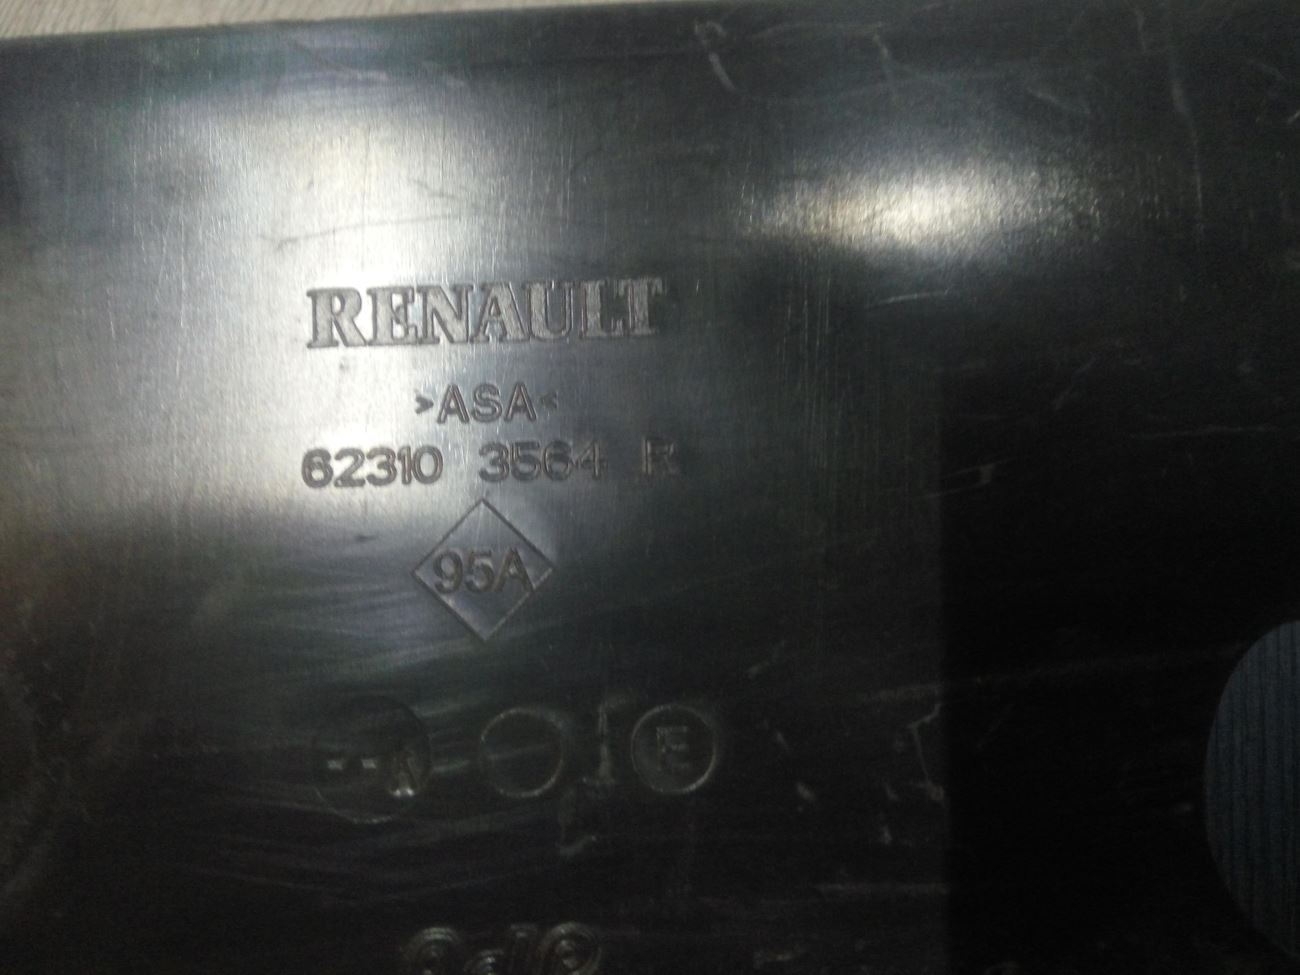 RENAULT
>ASA<
62310 3564 R
95A
E